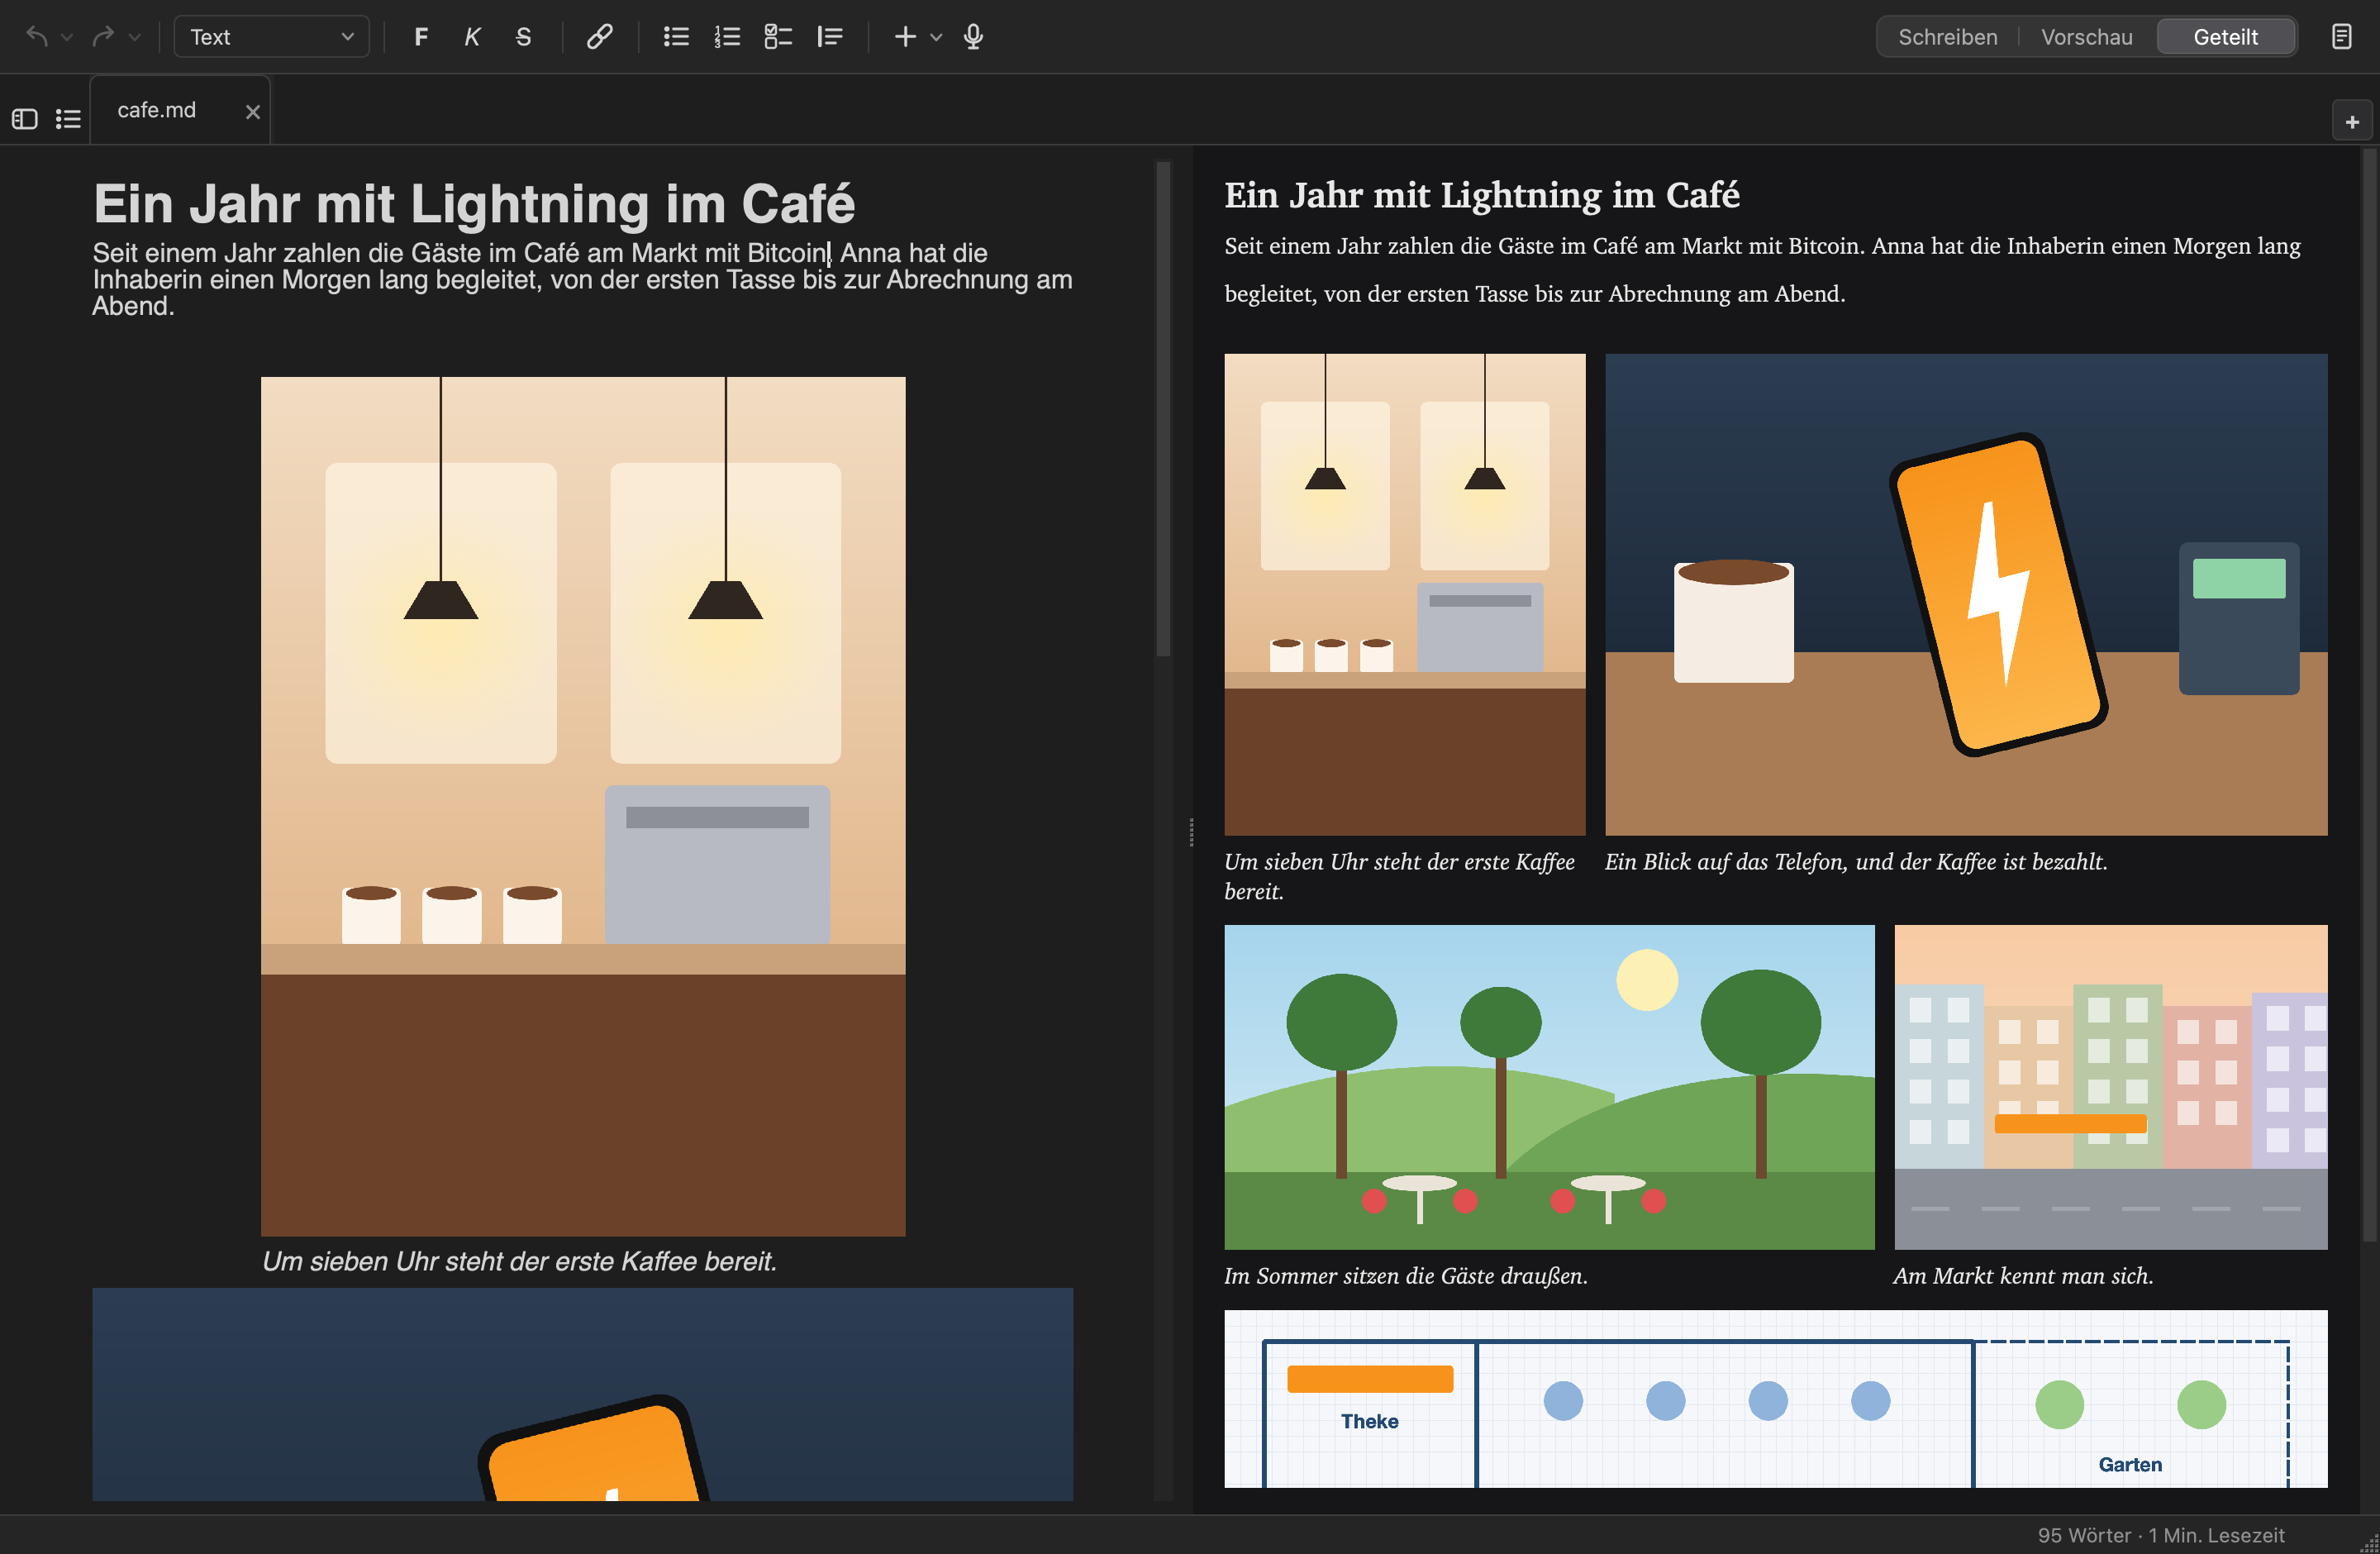 Text
F
K
S
Schreiben
Vorschau
Geteilt
cafe.md
Ein Jahr mit Lightning im Café
Seit einem Jahr zahlen die Gäste im Café am Markt mit Bitcoin. Anna hat die
Inhaberin einen Morgen lang begleitet, von der ersten Tasse bis zur Abrechnung am
Abend.
Um sieben Uhr steht der erste Kaffee bereit.
Ein Jahr mit Lightning im Café
Seit einem Jahr zahlen die Gäste im Café am Markt mit Bitcoin. Anna hat die Inhaberin einen Morgen lang
begleitet, von der ersten Tasse bis zur Abrechnung am Abend.
Um sieben Uhr steht der erste Kaffee
bereit.
Ein Blick auf das Telefon, und der Kaffee ist bezahlt.
Im Sommer sitzen die Gäste draußen.
Am Markt kennt man sich.
Theke
Garten
95 Wörter · 1 Min. Lesezeit